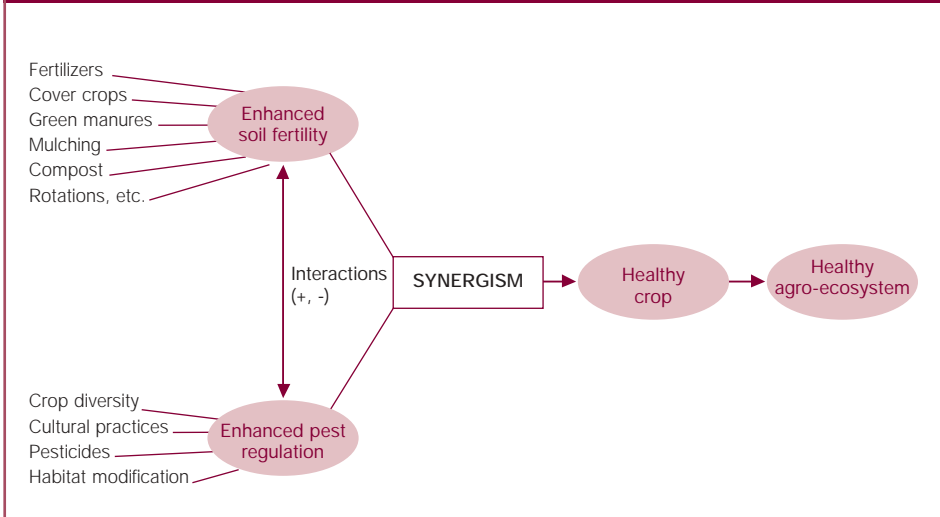 Fertilizers
Cover crops
Green manures
Mulching
Compost
Rotations, etc.
Enhanced
soil fertility
Interactions
(+, -)
SYNERGISM
Healthy
crop
Healthy
agro-ecosystem
Crop diversity
Cultural practices
Pesticides
Habitat modification
Enhanced pest
regulation